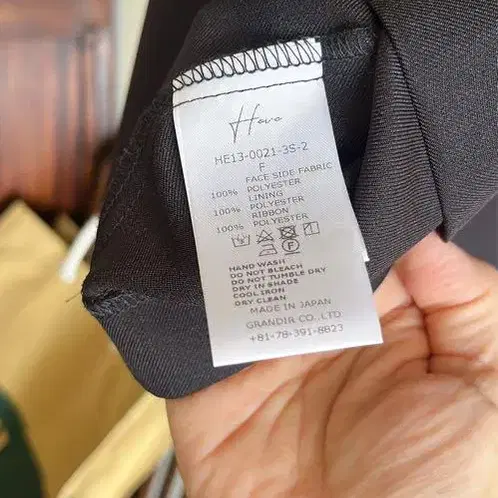 Heve
HE13-0021-3S-2
F
FACE SIDE FABRIC
100% POLYESTER
LINING
100% POLYESTER
RIBBON
100% POLYESTER
HAND WASH
DO NOT BLEACH
DO NOT TUMBLE DRY
DRY IN SHADE
COOL IRON
DRY CLEAN
MADE IN JAPAN
GRANDIR CO.,LTD
+81-78-391-8823